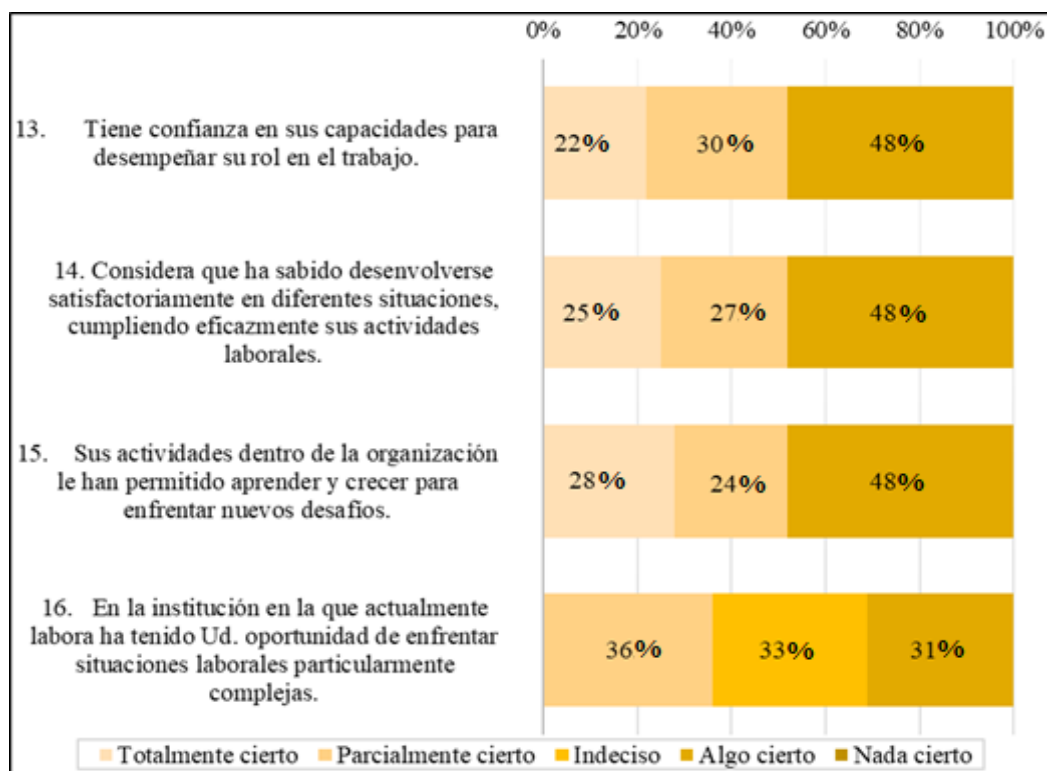 0% 20% 40% 60% 80% 100%
13. Tiene confianza en sus capacidades para
desempeñar su rol en el trabajo.
22% 30% 48%
14. Considera que ha sabido desenvolverse
satisfactoriamente en diferentes situaciones,
cumpliendo eficazmente sus actividades
laborales.
25% 27% 48%
15. Sus actividades dentro de la organización
le han permitido aprender y crecer para
enfrentar nuevos desafíos.
28% 24% 48%
16. En la institución en la que actualmente
labora ha tenido Ud. oportunidad de enfrentar
situaciones laborales particularmente
complejas.
36% 33% 31%
Totalmente cierto Parcialmente cierto Indeciso Algo cierto Nada cierto